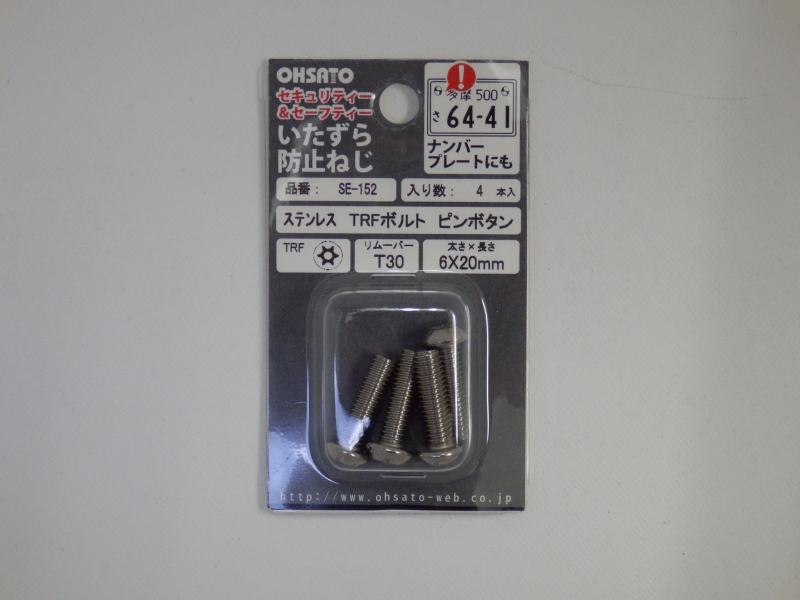 OHSATO
セキュリティー
&セーフティー
いたずら
防止ねじ
!
多摩 500
さ 64-41
ナンバー
プレートにも
品番: SE-152
入り数: 4 本入
ステンレス TRFボルト ピンボタン
TRF
リムーバー
T30
太さ×長さ
6X20mm
http://www.ohsato-web.co.jp